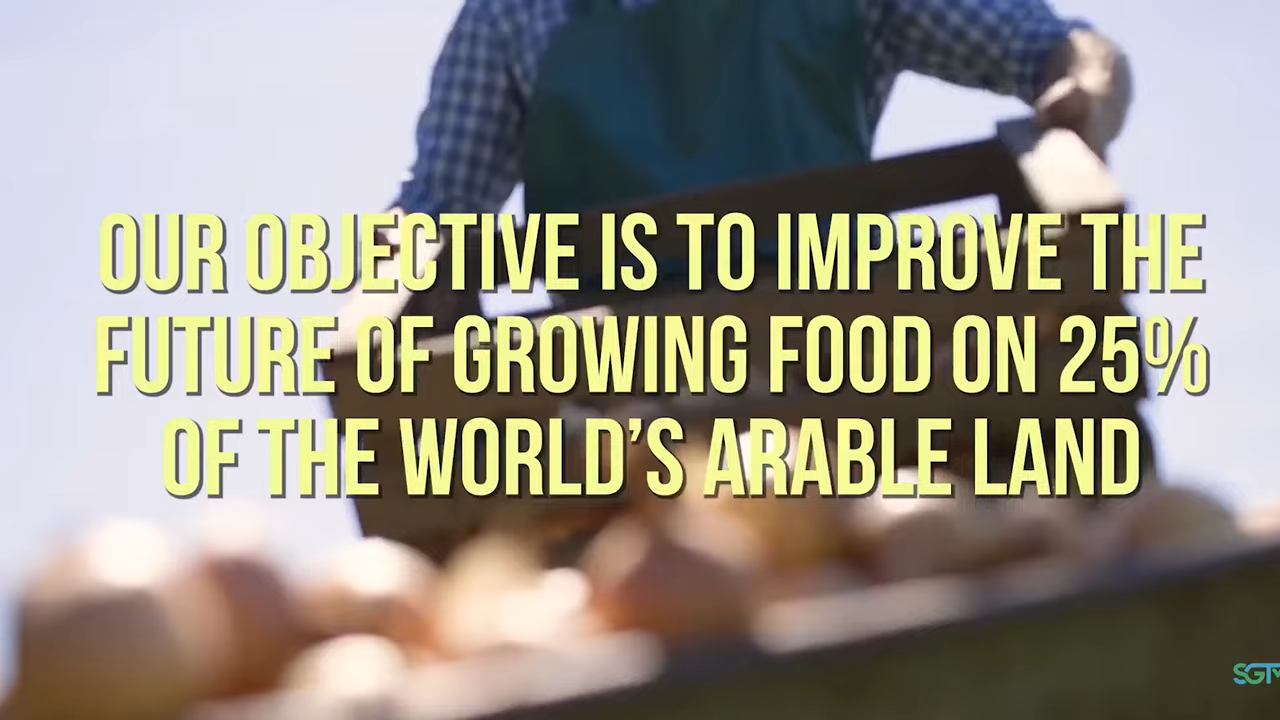 OUR OBJECTIVE IS TO IMPROVE THE
FUTURE OF GROWING FOOD ON 25%
OF THE WORLD'S ARABLE LAND